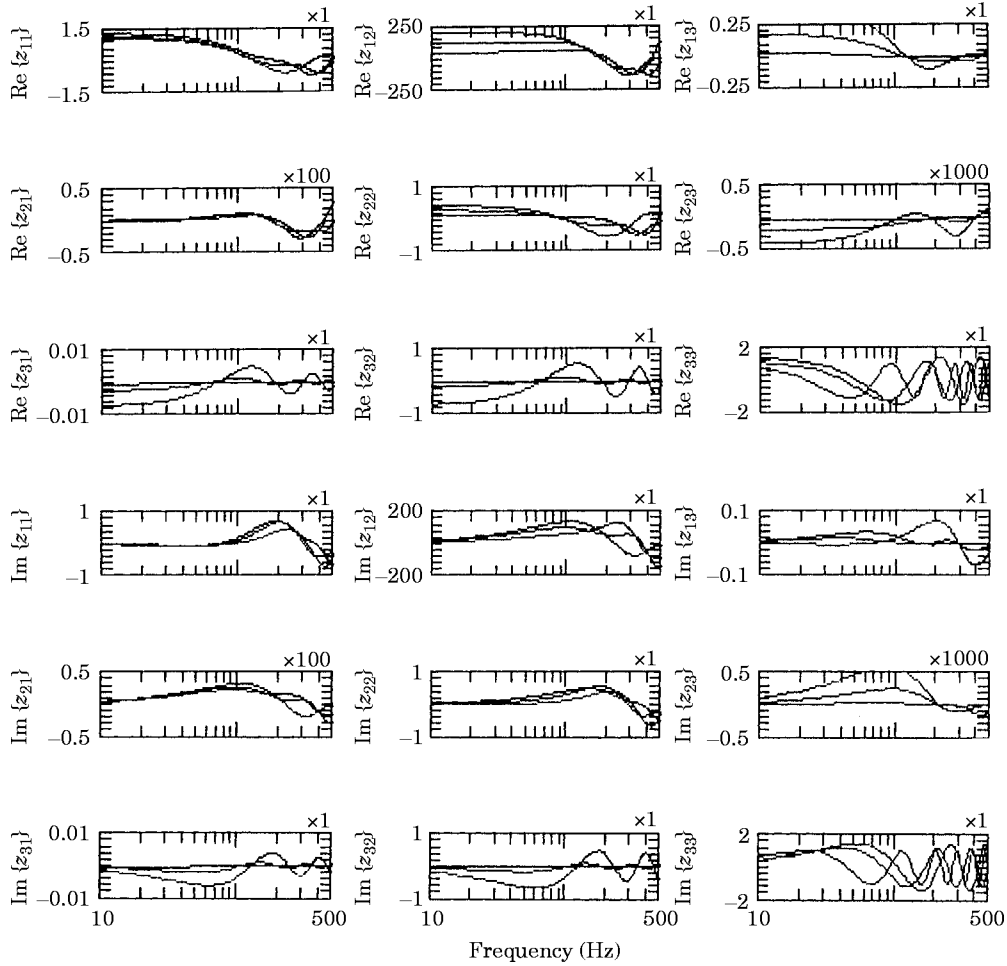 ×1 ×1
1.5 250 0.25
Re {z11} Re {z12} Re {z13}
−1.5 −250 −0.25
×100 ×1 ×1000
0.5 1 0.5
Re {z21} Re {z22} Re {z23}
−0.5 −1 −0.5
×1 ×1 ×1
0.01 1 2
Re {z31} Re {z32} Re {z33}
−0.01 −1 −2
×1 ×1 ×1
1 200 0.1
Im {z11} Im {z12} Im {z13}
−1 −200 −0.1
×100 ×1 ×1000
0.5 1 0.5
Im {z21} Im {z22} Im {z23}
−0.5 −1 0.5
×1 ×1 ×1
0.01 1 2
Im {z31} Im {z32} Im {z33}
−0.01 −1 −2
10 500 10 500 10 500
Frequency (Hz)